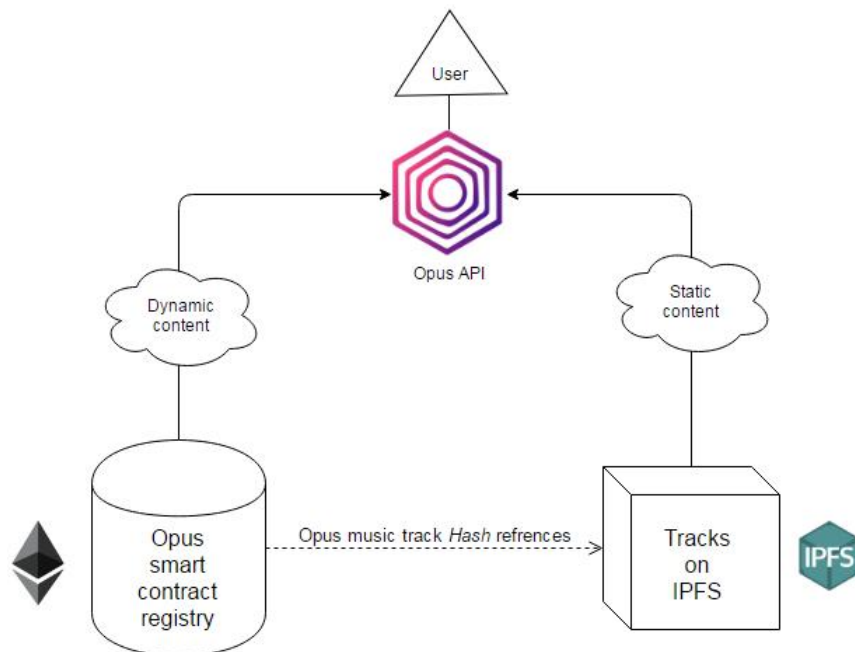 User
Opus API
Dynamic
content
Static
content
Opus
smart
contract
registry
Opus music track Hash refrences
Tracks
on
IPFS
IPFS